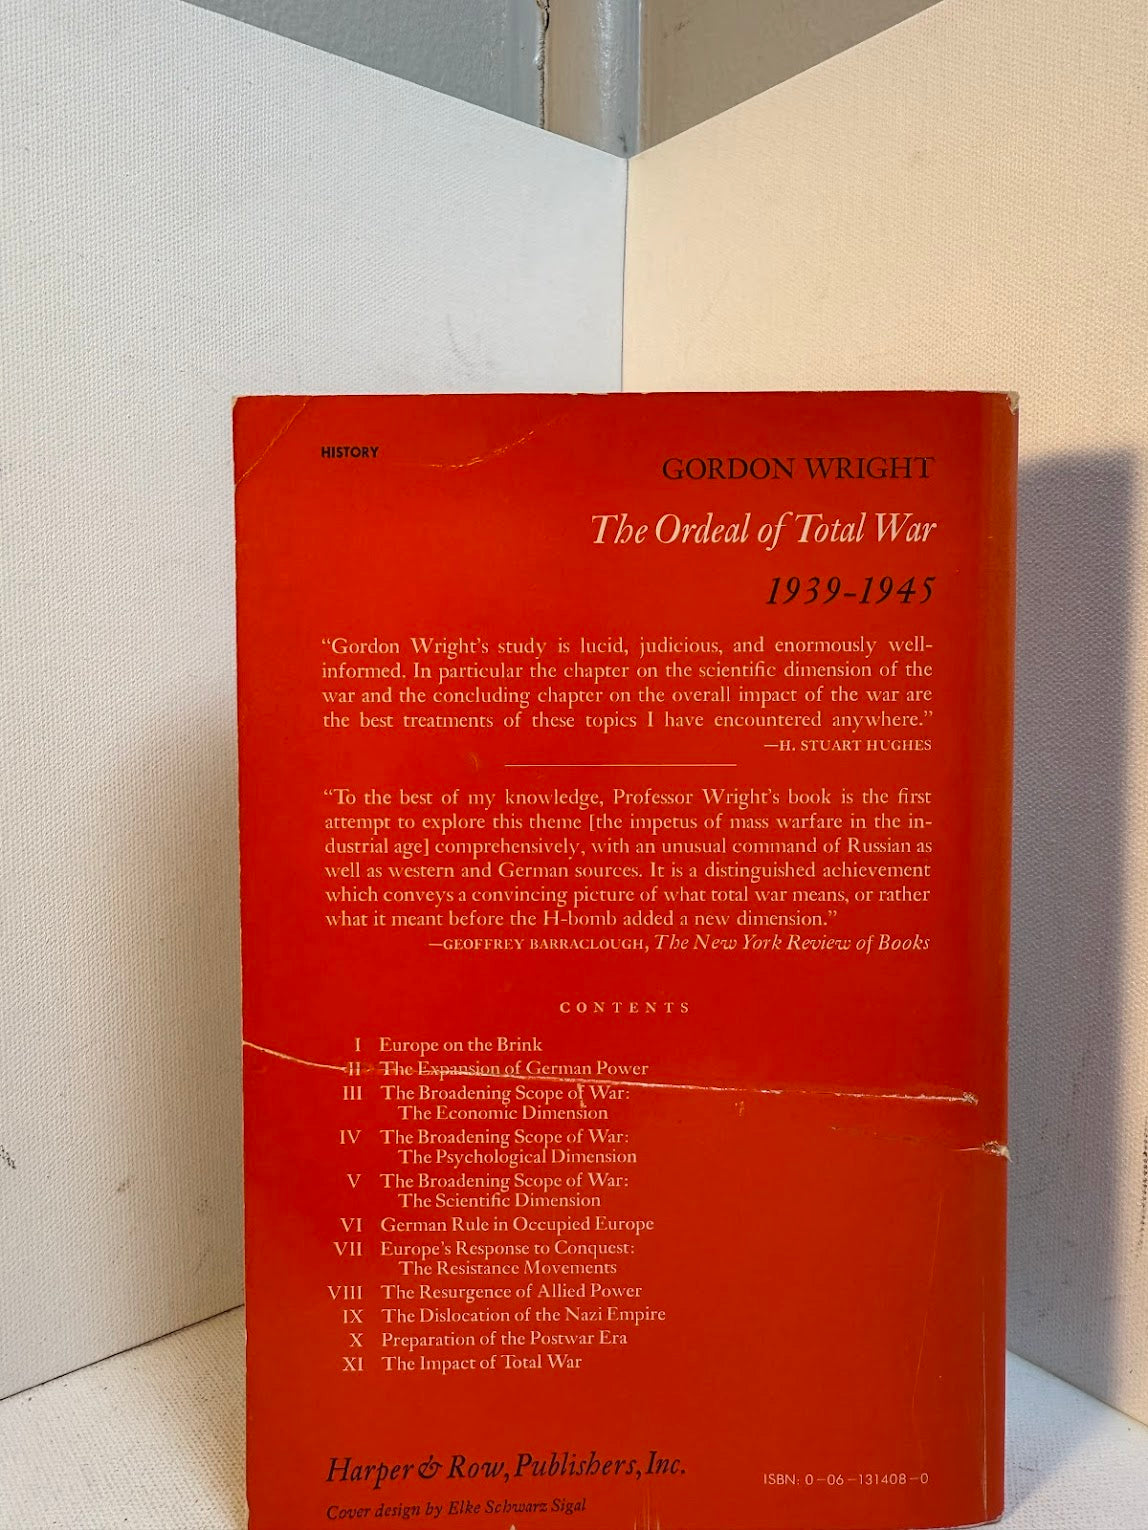 HISTORY
GORDON WRIGHT
The Ordeal of Total War
1939-1945
“Gordon Wright’s study is lucid, judicious, and enormously well-
informed. In particular the chapter on the scientific dimension of the
war and the concluding chapter on the overall impact of the war are
the best treatments of these topics I have encountered anywhere.”
—H. STUART HUGHES
“To the best of my knowledge, Professor Wright’s book is the first
attempt to explore this theme [the impetus of mass warfare in the in-
dustrial age] comprehensively, with an unusual command of Russian as
well as western and German sources. It is a distinguished achievement
which conveys a convincing picture of what total war means, or rather
what it meant before the H-bomb added a new dimension.”
—GEOFFREY BARRACLOUGH, The New York Review of Books
CONTENTS
I Europe on the Brink
II The Expansion of German Power
III The Broadening Scope of War:
The Economic Dimension
IV The Broadening Scope of War:
The Psychological Dimension
V The Broadening Scope of War:
The Scientific Dimension
VI German Rule in Occupied Europe
VII Europe’s Response to Conquest:
The Resistance Movements
VIII The Resurgence of Allied Power
IX The Dislocation of the Nazi Empire
X Preparation of the Postwar Era
XI The Impact of Total War
Harper & Row, Publishers, Inc.
ISBN: 0-06-131408-0
Cover design by Elke Schwarz Sigal